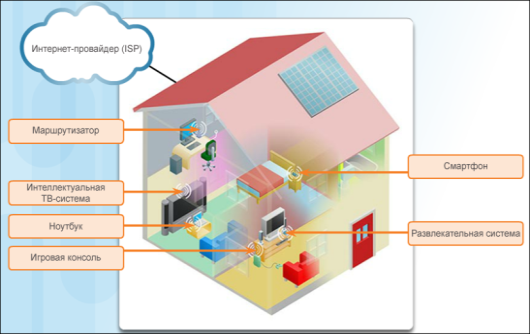 Интернет-провайдер (ISP)
Маршрутизатор
Интеллектуальная
ТВ-система
Ноутбук
Игровая консоль
Смартфон
Развлекательная система